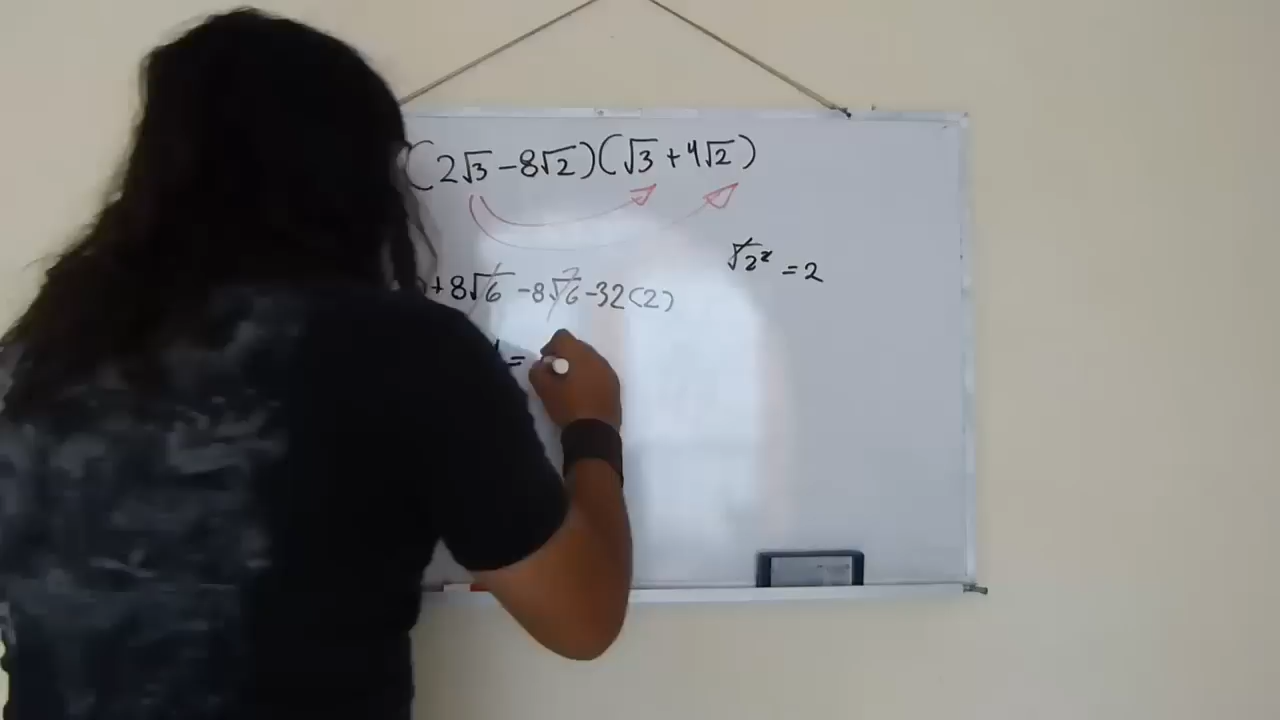 (2√3 - 8√2)(√3 + 4√2)
√2² = 2
+ 8√6 - 8√6 - 32(2)
=